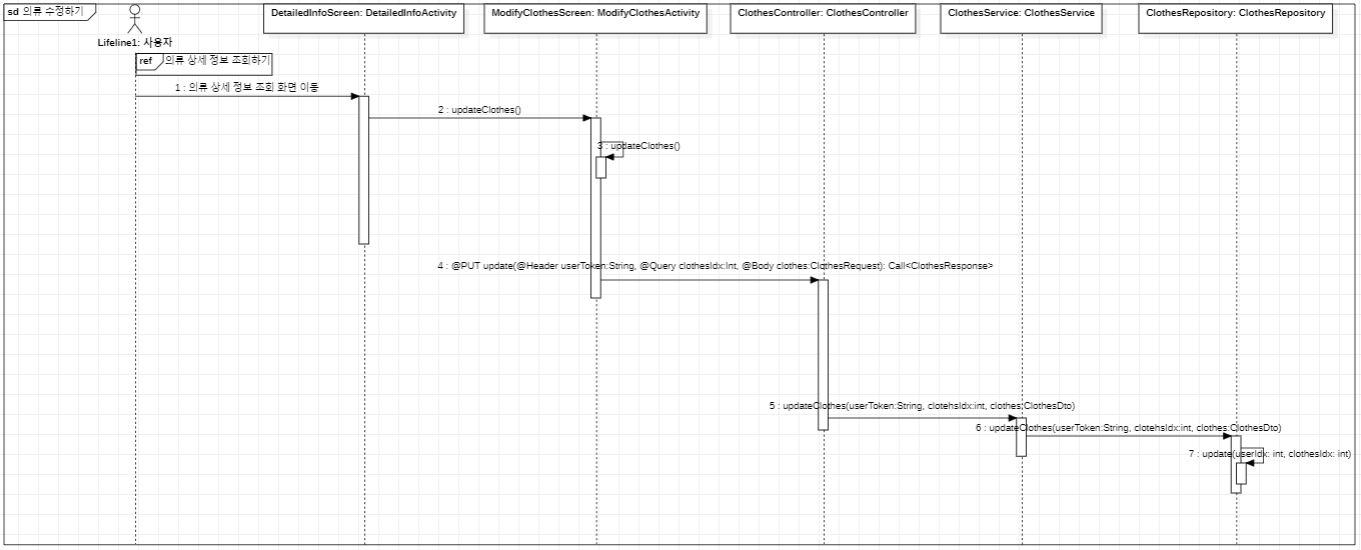 sd 의류 수정하기
Lifeline1: 사용자
DetailedInfoScreen: DetailedInfoActivity
ModifyClothesScreen: ModifyClothesActivity
ClothesController: ClothesController
ClothesService: ClothesService
ClothesRepository: ClothesRepository
ref 의류 상세 정보 조회하기
1 : 의류 상세 정보 조회 화면 이동
2 : updateClothes()
3 : updateClothes()
4 : @PUT update(@Header userToken:String, @Query clothesIdx:Int, @Body clothes:ClothesRequest): Call<ClothesResponse>
5 : updateClothes(userToken:String, clotehsIdx:int, clothes:ClothesDto)
6 : updateClothes(userToken:String, clotehsIdx:int, clothes:ClothesDto)
7 : update(userIdx: int, clothesIdx: int)